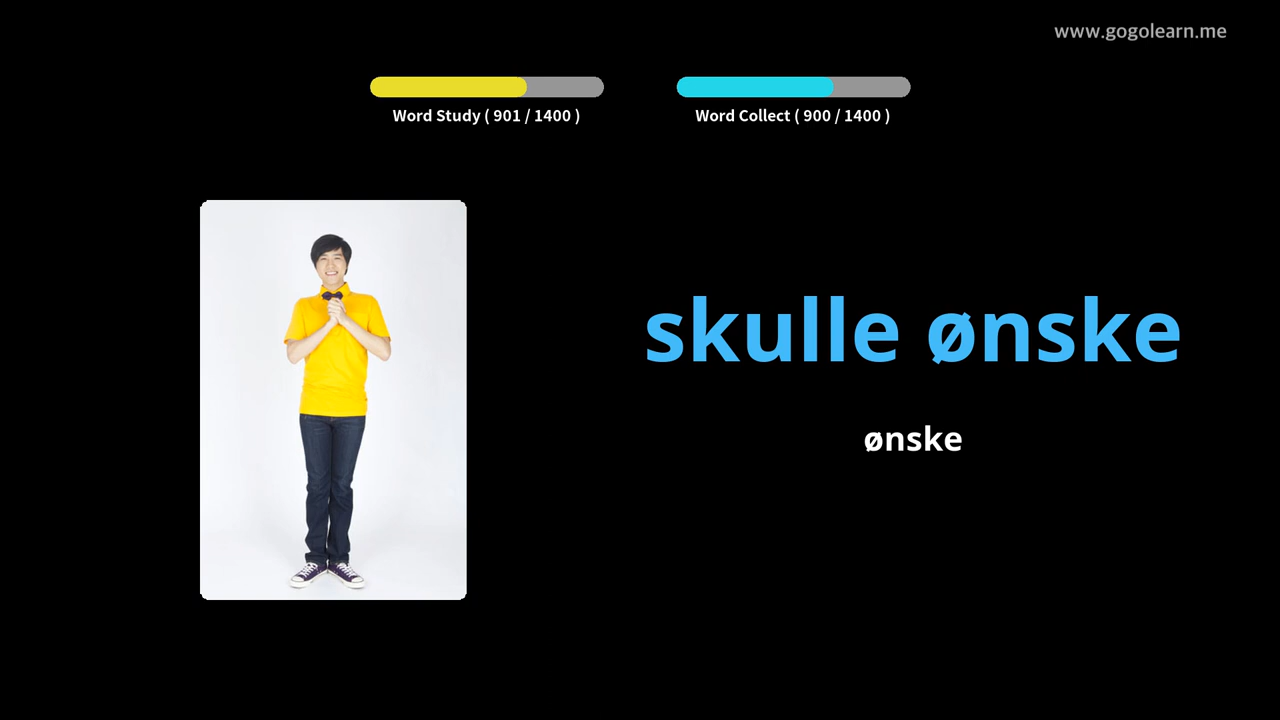 www.gogolearn.me
Word Study ( 901 / 1400 )
Word Collect ( 900 / 1400 )
skulle ønske
ønske